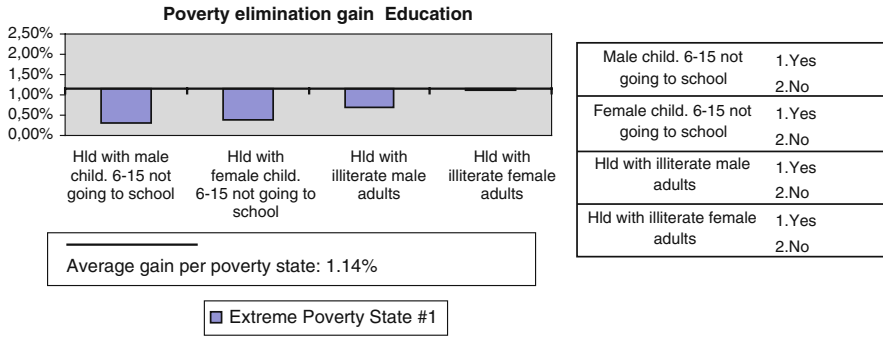 Poverty elimination gain Education
2,50%
2,00%
1,50%
1,00%
0,50%
0,00%
Hld with male
child. 6-15 not
going to school
Hld with
female child.
6-15 not going to
school
Hld with
illiterate male
adults
Hld with
illiterate female
adults
Average gain per poverty state: 1.14%
Extreme Poverty State #1
Male child. 6-15 not
going to school
1.Yes
2.No
Female child. 6-15 not
going to school
1.Yes
2.No
Hld with illiterate male
adults
1.Yes
2.No
Hld with illiterate female
adults
1.Yes
2.No